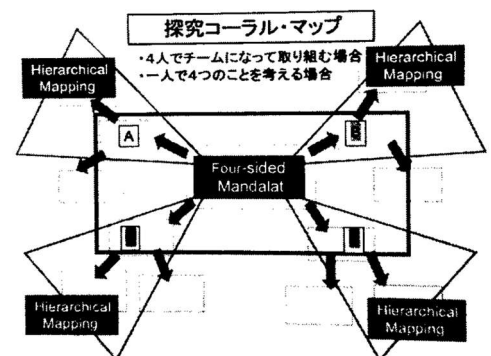 探究コーラル・マップ
・4人でチームになって取り組む場合
・一人で4つのことを考える場合
Hierarchical
Mapping
Hierarchical
Mapping
A
Four-sided
Mandalat
Hierarchical
Mapping
Hierarchical
Mapping